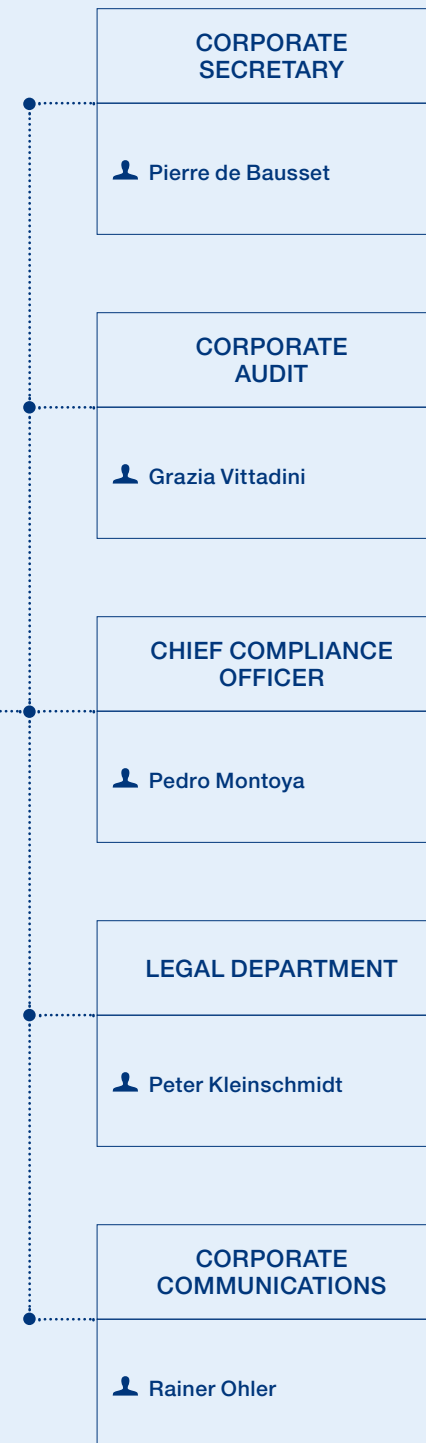 CORPORATE
SECRETARY
Pierre de Bausset
CORPORATE
AUDIT
Grazia Vittadini
CHIEF COMPLIANCE
OFFICER
Pedro Montoya
LEGAL DEPARTMENT
Peter Kleinschmidt
CORPORATE
COMMUNICATIONS
Rainer Ohler